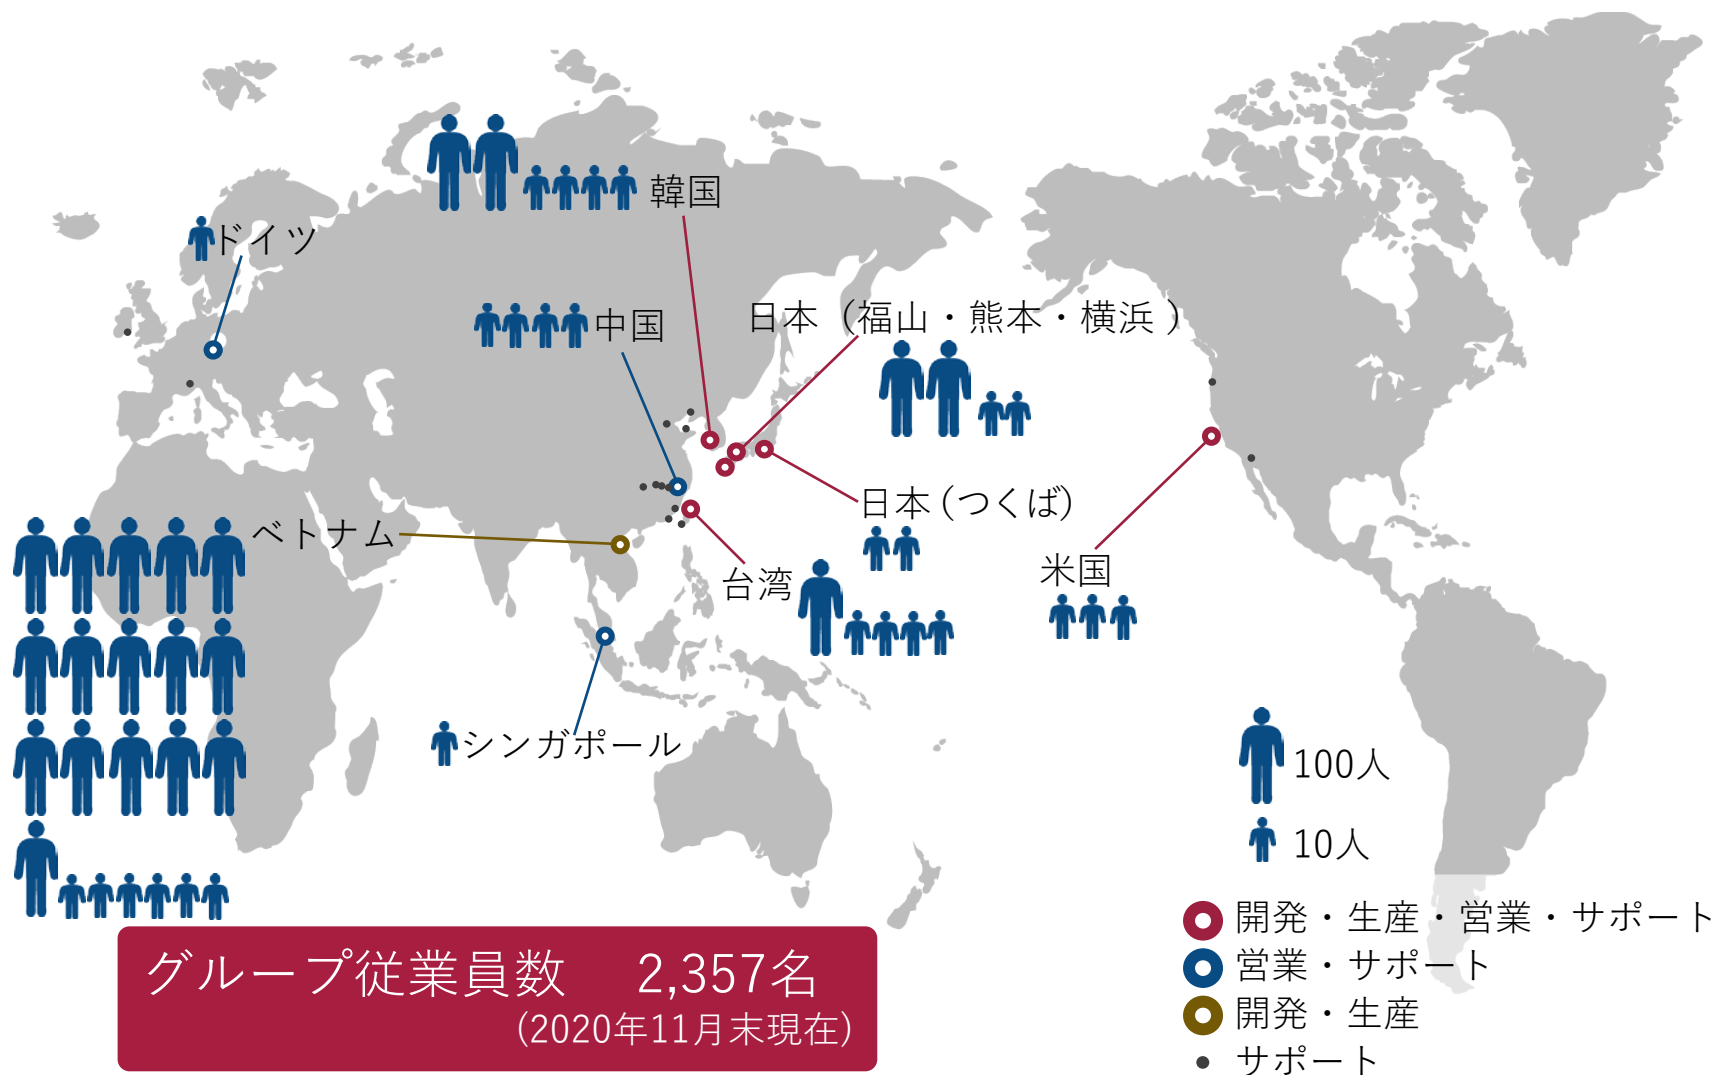 韓国
ドイツ
中国
日本（福山・熊本・横浜）
日本（つくば）
ベトナム
台湾
米国
シンガポール
100人
10人
開発・生産・営業・サポート
営業・サポート
開発・生産
サポート
グループ従業員数 2,357名
(2020年11月末現在)